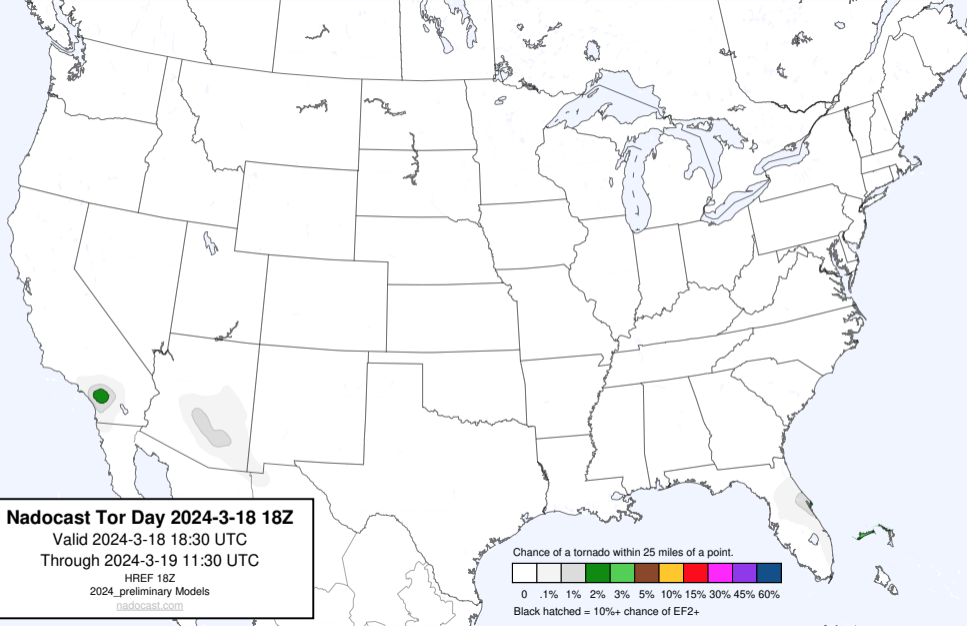 Nadocast Tor Day 2024-3-18 18Z
Valid 2024-3-18 18:30 UTC
Through 2024-3-19 11:30 UTC
HREF 18Z
2024_preliminary Models
nadocast.com
Chance of a tornado within 25 miles of a point.
0 .1% 1% 2% 3% 5% 10% 15% 30% 45% 60%
Black hatched = 10%+ chance of EF2+